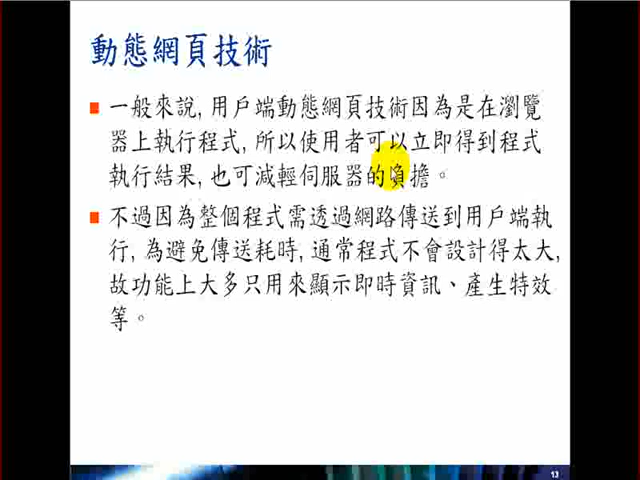 動態網頁技術
一般來說, 用戶端動態網頁技術因為是在瀏覽
器上執行程式, 所以使用者可以立即得到程式
執行結果, 也可減輕伺服器的負擔。
不過因為整個程式需透過網路傳送到用戶端執
行, 為避免傳送耗時, 通常程式不會設計得太大,
故功能上大多只用來顯示即時資訊、產生特效
等。
13